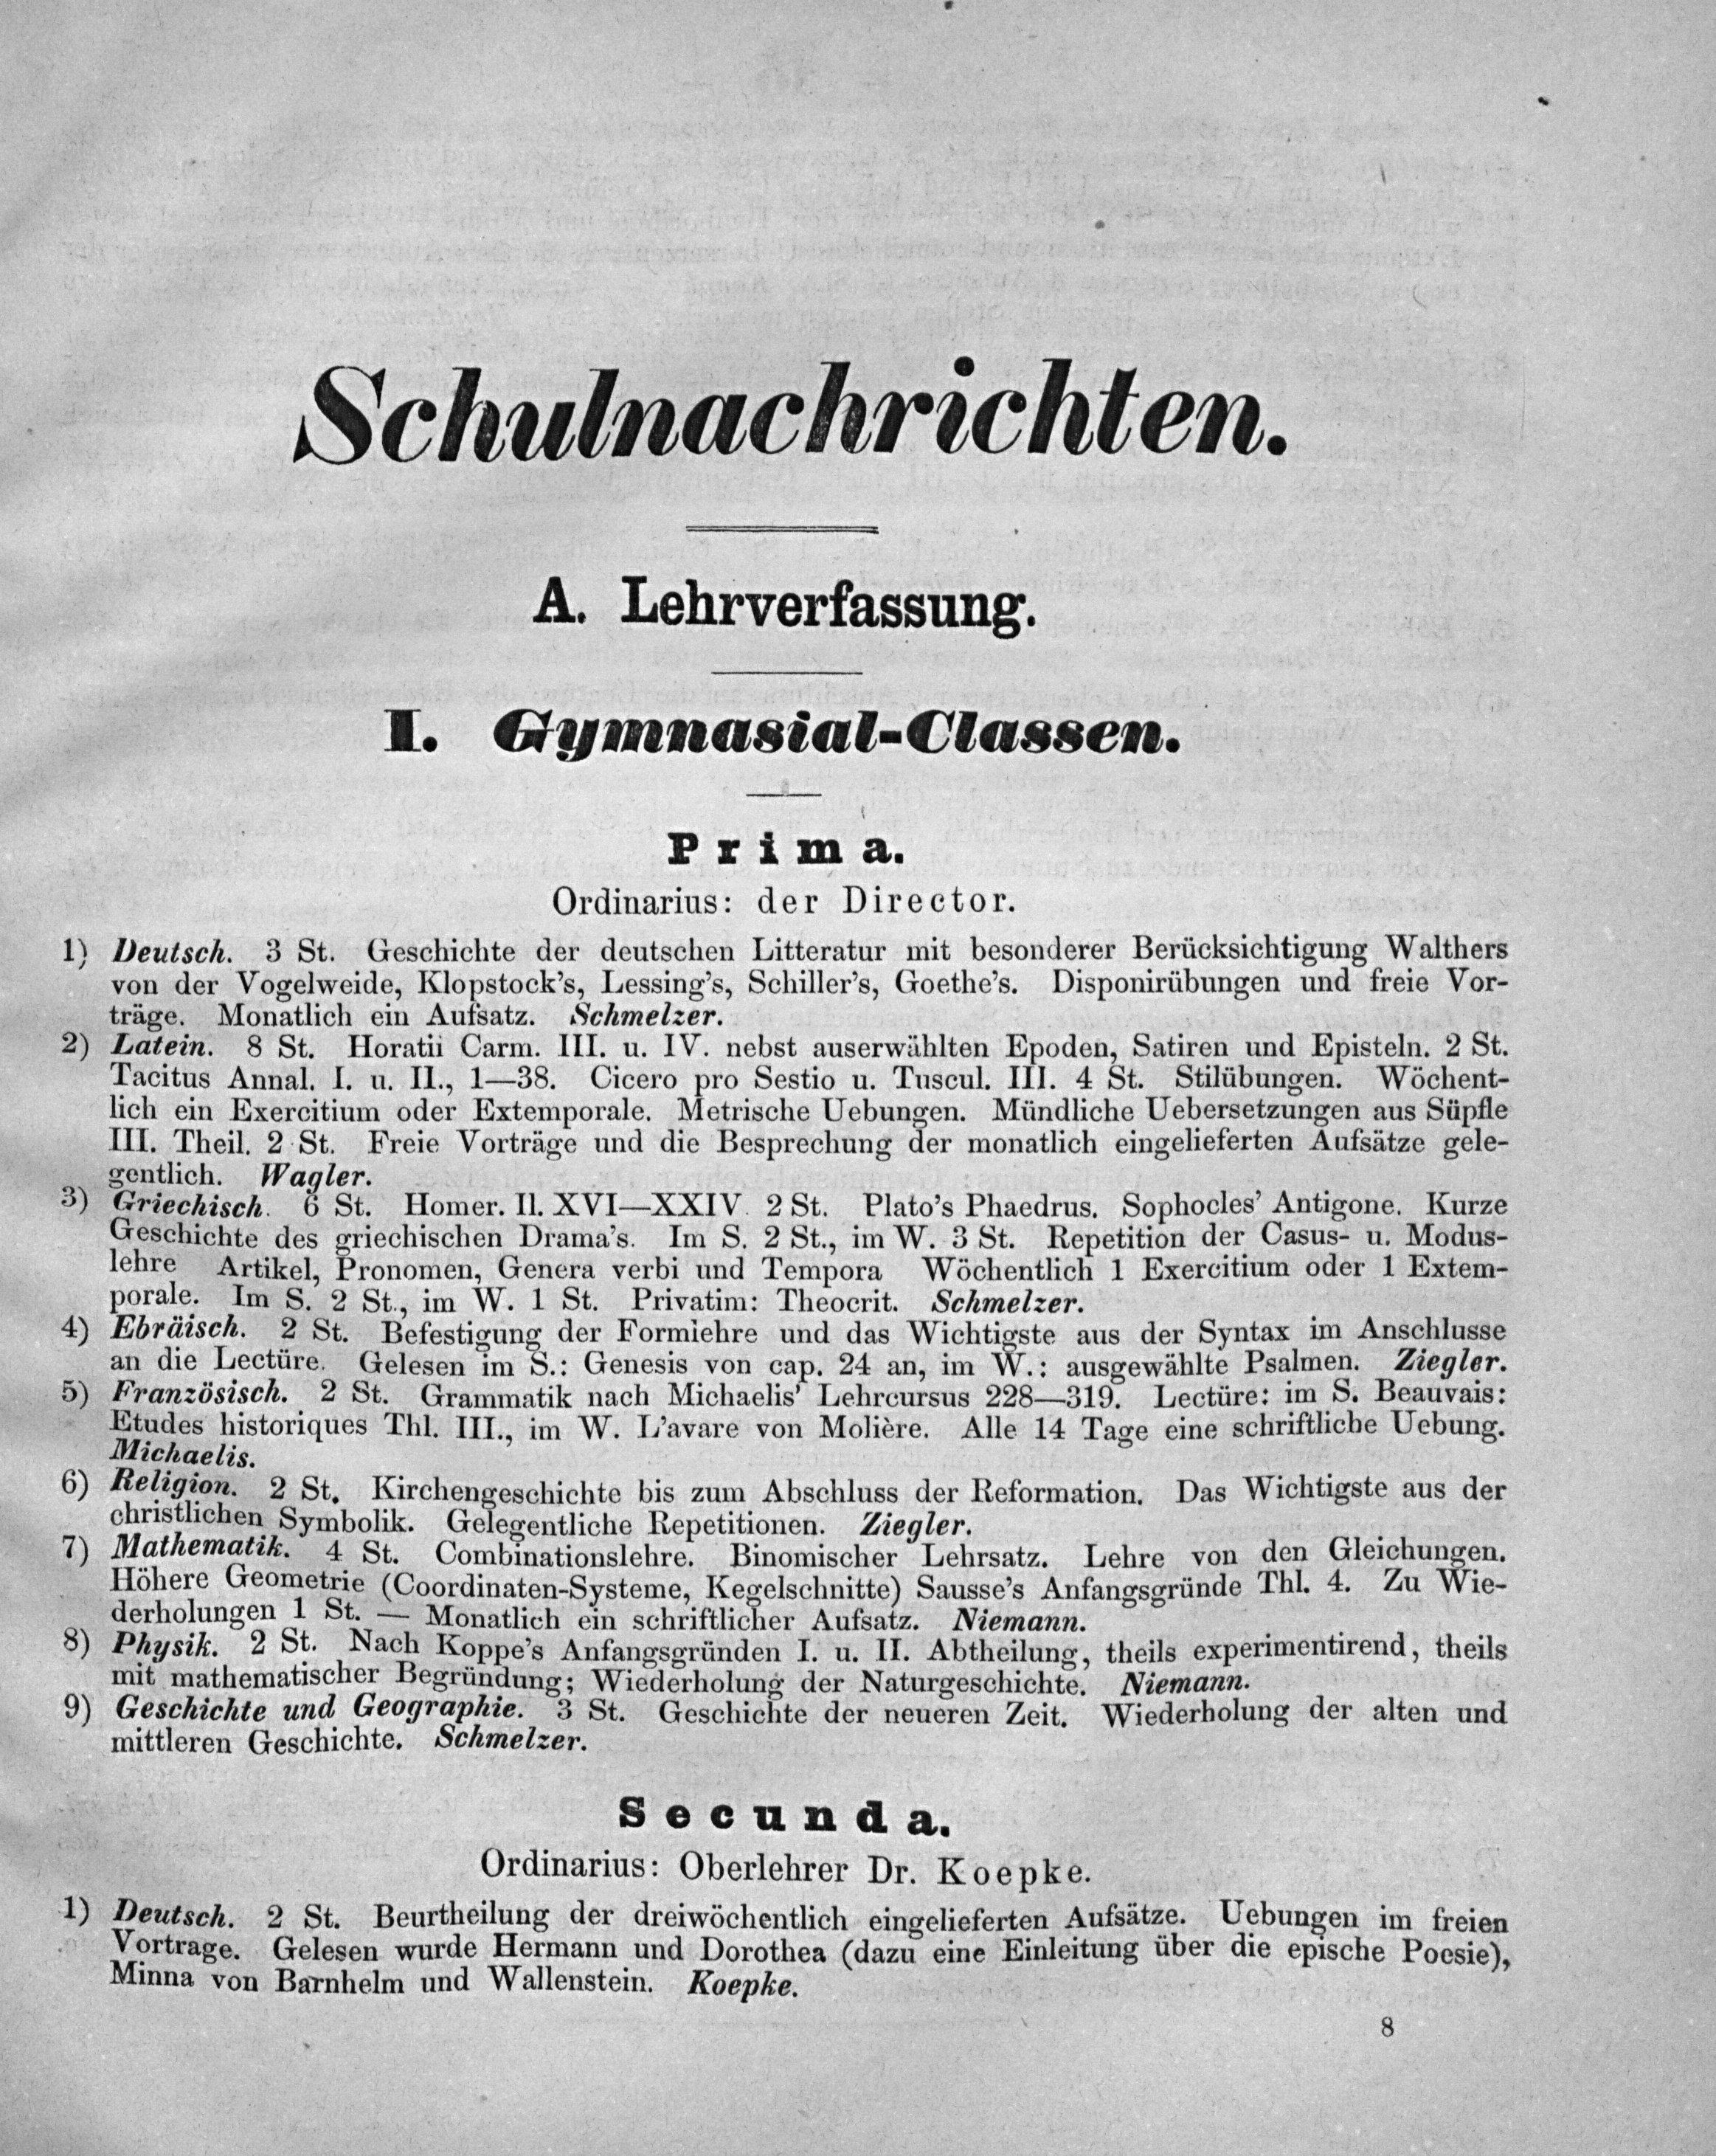 Schulnachrichten.
A. Lehrverfassung.
I. Gymnasial-Classen.
Prima.
Ordinarius: der Director.
1) Deutsch. 3 St. Geschichte der deutschen Litteratur mit besonderer Berücksichtigung Walthers
von der Vogelweide, Klopstock's, Lessing's, Schiller's, Goethe's. Disponirübungen und freie Vor-
träge. Monatlich ein Aufsatz. Schmelzer.
2) Latein. 8 St. Horatii Carm. III. u. IV. nebst auserwählten Epoden, Satiren und Episteln. 2 St.
Tacitus Annal. I. u. II., 1—38. Cicero pro Sestio u. Tuscul. III. 4 St. Stilübungen. Wöchent-
lich ein Exercitium oder Extemporale. Metrische Uebungen. Mündliche Uebersetzungen aus Süpfle
III. Theil. 2 St. Freie Vorträge und die Besprechung der monatlich eingelieferten Aufsätze gele-
gentlich. Wagler.
3) Griechisch. 6 St. Homer. Il. XVI—XXIV. 2 St. Plato's Phaedrus. Sophocles' Antigone. Kurze
Geschichte des griechischen Drama's. Im S. 2 St., im W. 3 St. Repetition der Casus- u. Modus-
lehre Artikel, Pronomen, Genera verbi und Tempora Wöchentlich 1 Exercitium oder 1 Extem-
porale. Im S. 2 St., im W. 1 St. Privatim: Theocrit. Schmelzer.
4) Ebräisch. 2 St. Befestigung der Formlehre und das Wichtigste aus der Syntax im Anschlusse
an die Lectüre. Gelesen im S.: Genesis von cap. 24 an, im W.: ausgewählte Psalmen. Ziegler.
5) Französisch. 2 St. Grammatik nach Michaelis' Lehrcursus 228—319. Lectüre: im S. Beauvais:
Etudes historiques Thl. III., im W. L'avare von Molière. Alle 14 Tage eine schriftliche Uebung.
Michaelis.
6) Religion. 2 St. Kirchengeschichte bis zum Abschluss der Reformation. Das Wichtigste aus der
christlichen Symbolik. Gelegentliche Repetitionen. Ziegler.
7) Mathematik. 4 St. Combinationslehre. Binomischer Lehrsatz. Lehre von den Gleichungen.
Höhere Geometrie (Coordinaten-Systeme, Kegelschnitte) Sausse's Anfangsgründe Thl. 4. Zu Wie-
derholungen 1 St. — Monatlich ein schriftlicher Aufsatz. Niemann.
8) Physik. 2 St. Nach Koppe's Anfangsgründen I. u. II. Abtheilung, theils experimentirend, theils
mit mathematischer Begründung; Wiederholung der Naturgeschichte. Niemann.
9) Geschichte und Geographie. 3 St. Geschichte der neueren Zeit. Wiederholung der alten und
mittleren Geschichte. Schmelzer.
Secunda.
Ordinarius: Oberlehrer Dr. Koepke.
1) Deutsch. 2 St. Beurtheilung der dreiwöchentlich eingelieferten Aufsätze. Uebungen im freien
Vortrage. Gelesen wurde Hermann und Dorothea (dazu eine Einleitung über die epische Poesie),
Minna von Barnhelm und Wallenstein. Koepke.
8